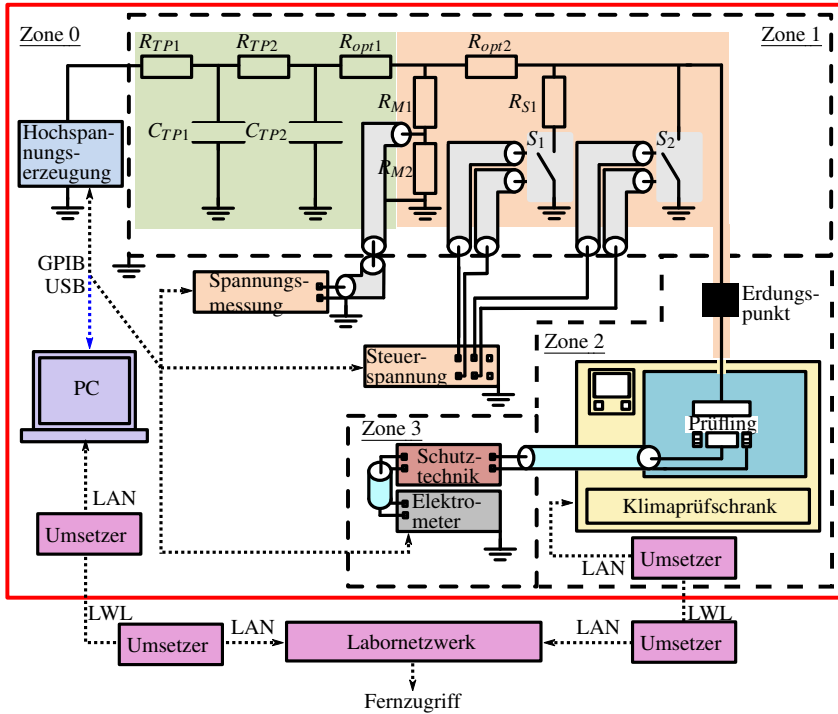 Zone 0
Zone 1
R_TP1
R_TP2
R_opt1
R_opt2
R_M1
R_S1
C_TP1
C_TP2
S_1
S_2
R_M2
Hochspan-
nungs-
erzeugung
GPIB
USB
Spannungs-
messung
Erdungs-
punkt
Steuer-
spannung
Zone 2
PC
Zone 3
Prüfling
Schutz-
technik
Elektro-
meter
LAN
Klimaprüfschrank
Umsetzer
Umsetzer
LAN
LWL
LWL
Umsetzer
LAN
Labornetzwerk
LAN
Umsetzer
Fernzugriff